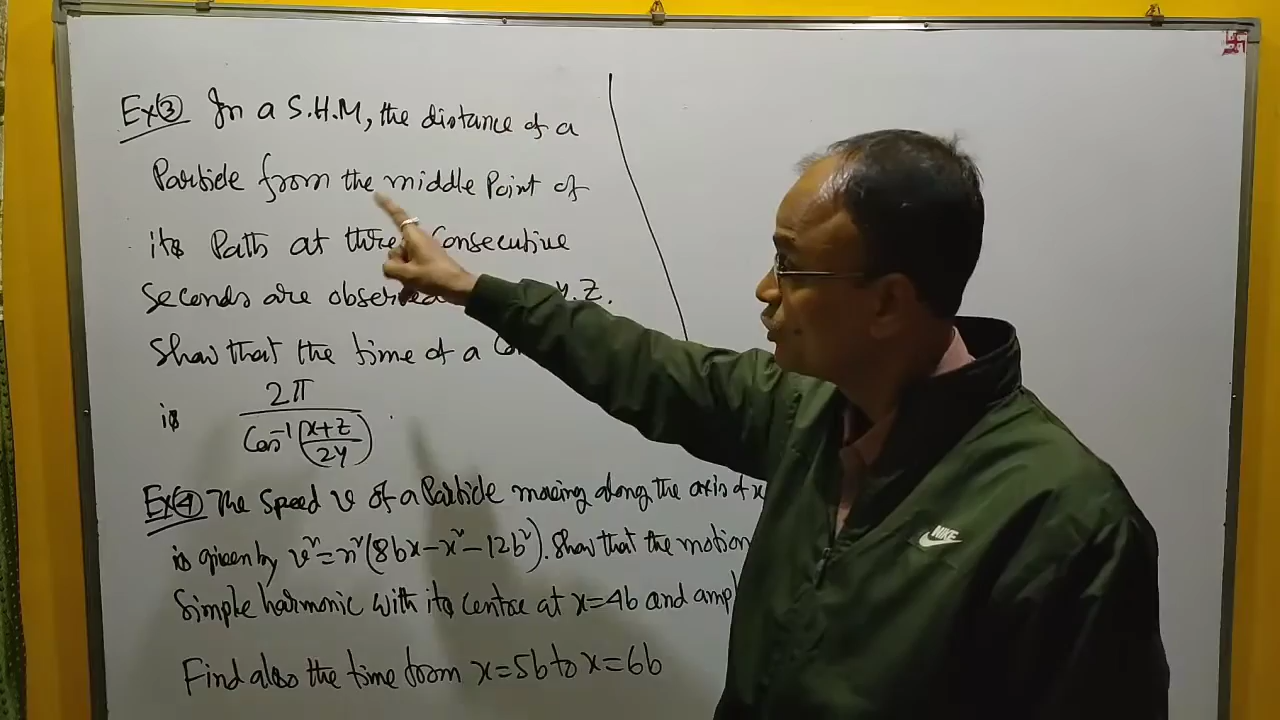 Ex③ In a S.H.M, the distance of a
Particle from the middle Point of
its Path at three Consecutive
Seconds are observed y. z.
Show that the time of a
is 2π / Cos⁻¹(x+z/2y) .
Ex④ The Speed v of a Particle moving along the axis of x
is given by v² = n²(8bx − x² − 12b²). Show that the motion
Simple harmonic with its centre at x=4b and
Find also the time from x=5b to x=6b
NIKE